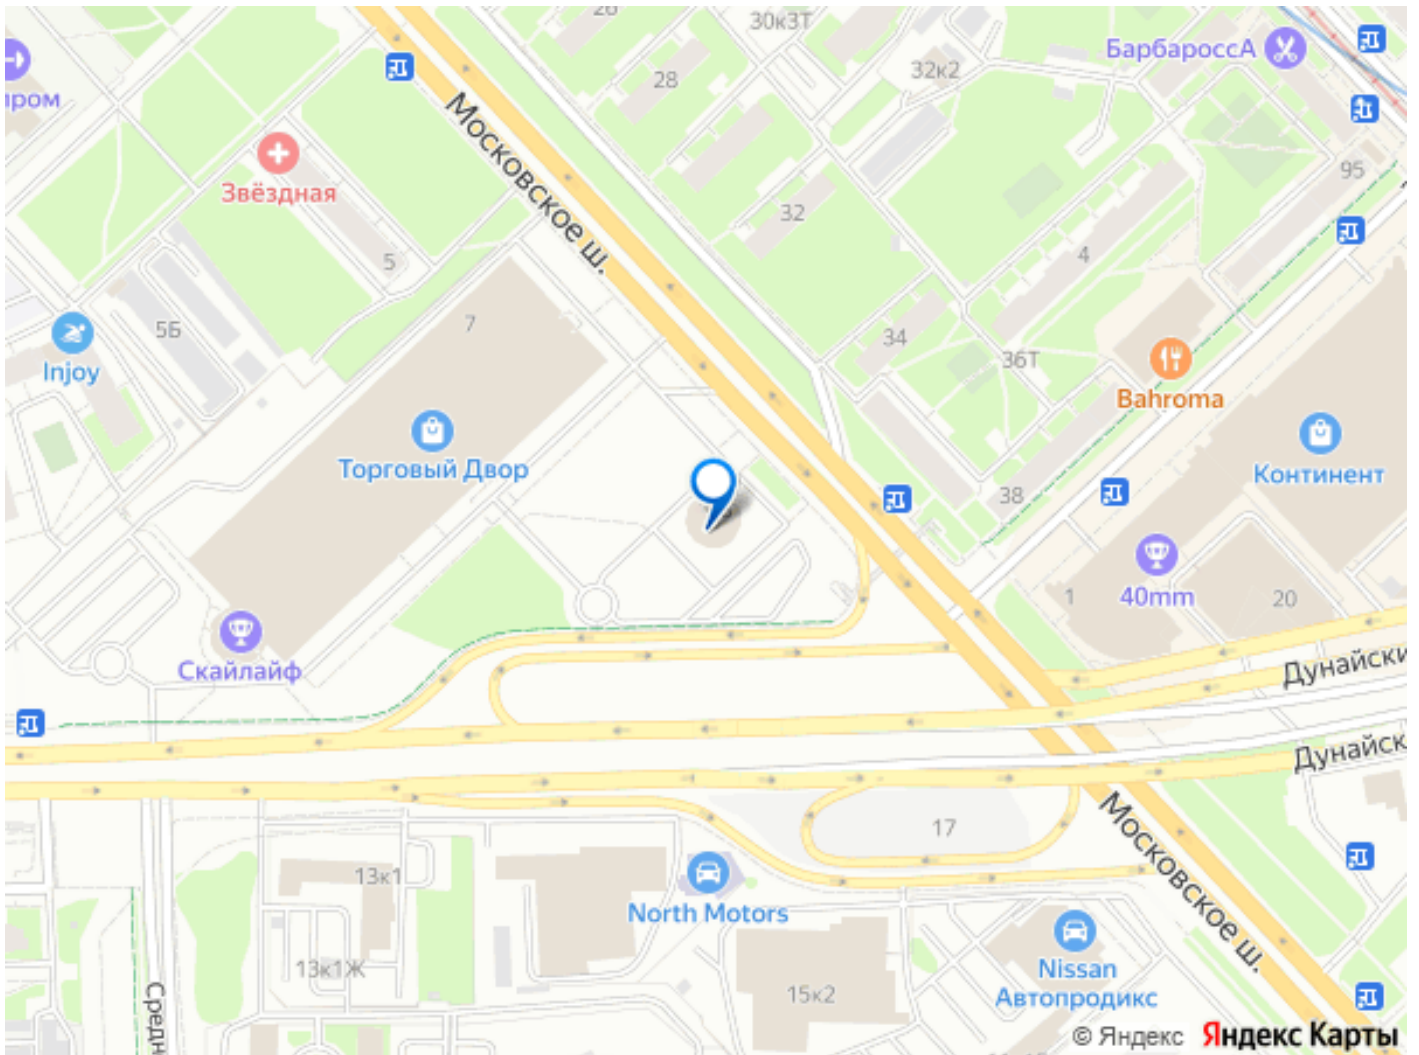 26
30к3Т
БарбароссА
28
32к2
пром
Московское ш.
Звёздная
95
32
5
4
7
5Б
34
36Т
Injoy
Bahroma
Торговый Двор
Континент
38
40mm
1
20
Скайлайф
Дунайски
Дунайск
17
Московское ш.
13к1
North Motors
13к1Ж
Nissan
Автопродикс
15к2
Средн
© Яндекс Яндекс Карты